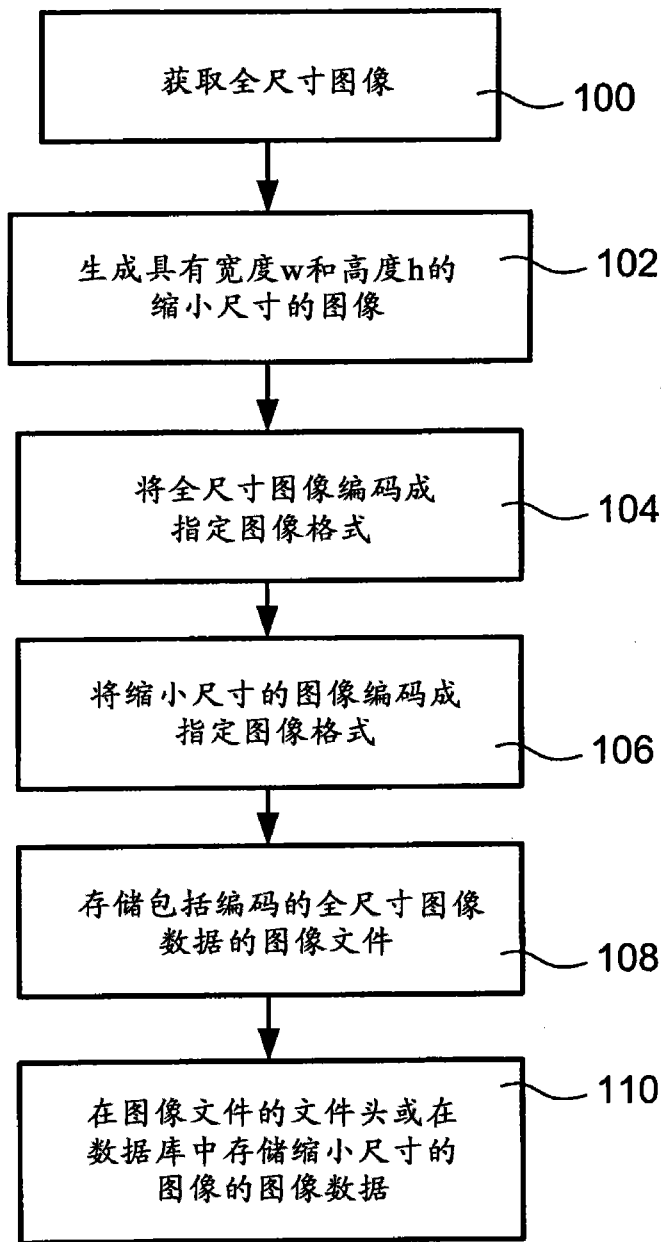 获取全尺寸图像
100
生成具有宽度w和高度h的
缩小尺寸的图像
102
将全尺寸图像编码成
指定图像格式
104
将缩小尺寸的图像编码成
指定图像格式
106
存储包括编码的全尺寸图像
数据的图像文件
108
在图像文件的文件头或在
数据库中存储缩小尺寸的
图像的图像数据
110